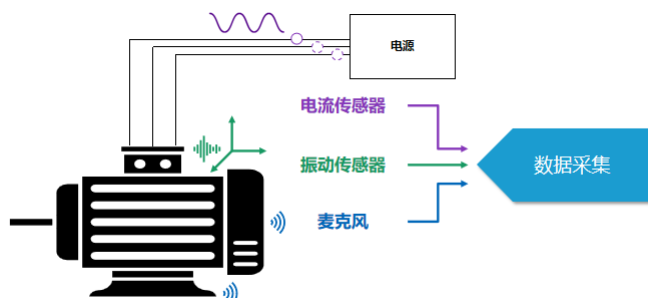 电源
电流传感器
振动传感器
数据采集
麦克风